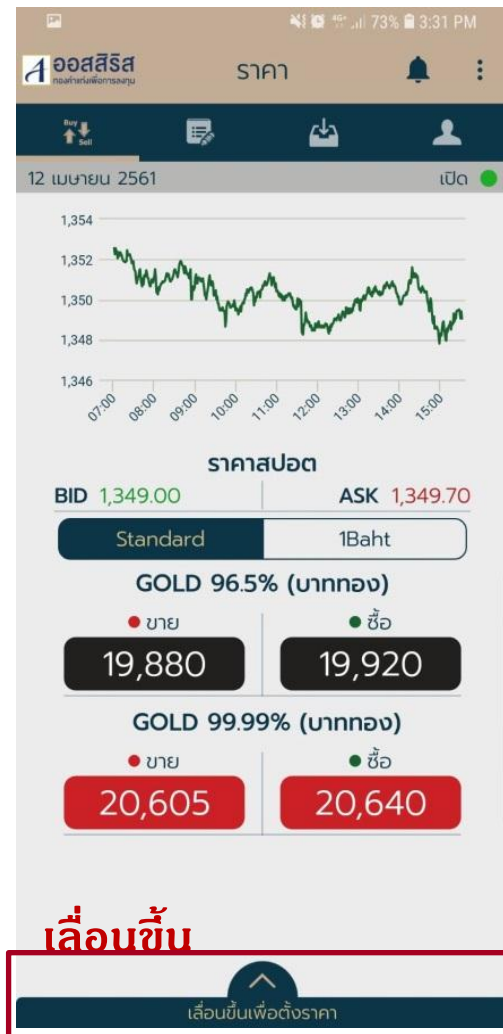 4G+ 73% 3:31 PM
A ออสสิริส
ทองคำแท่งเพื่อการลงทุน
ราคา
Buy
Sell
12 เมษายน 2561 เปิด
1,354
1,352
1,350
1,348
1,346
07:00 08:00 09:00 10:00 11:00 12:00 13:00 14:00 15:00
ราคาสปอต
BID 1,349.00 ASK 1,349.70
Standard 1Baht
GOLD 96.5% (บาททอง)
ขาย ซื้อ
19,880 19,920
GOLD 99.99% (บาททอง)
ขาย ซื้อ
20,605 20,640
เลื่อนขึ้น
เลื่อนขึ้นเพื่อตั้งราคา